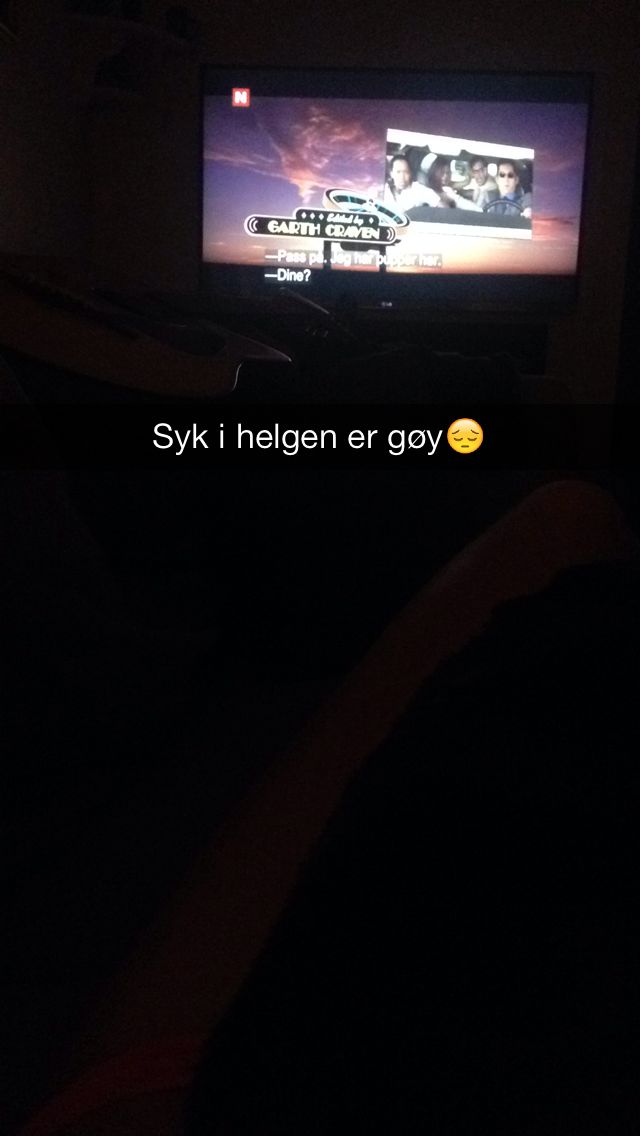 N
Edited by
GARTH CRAVEN
—Pass på. Jeg har pupper her.
—Dine?
Syk i helgen er gøy😔